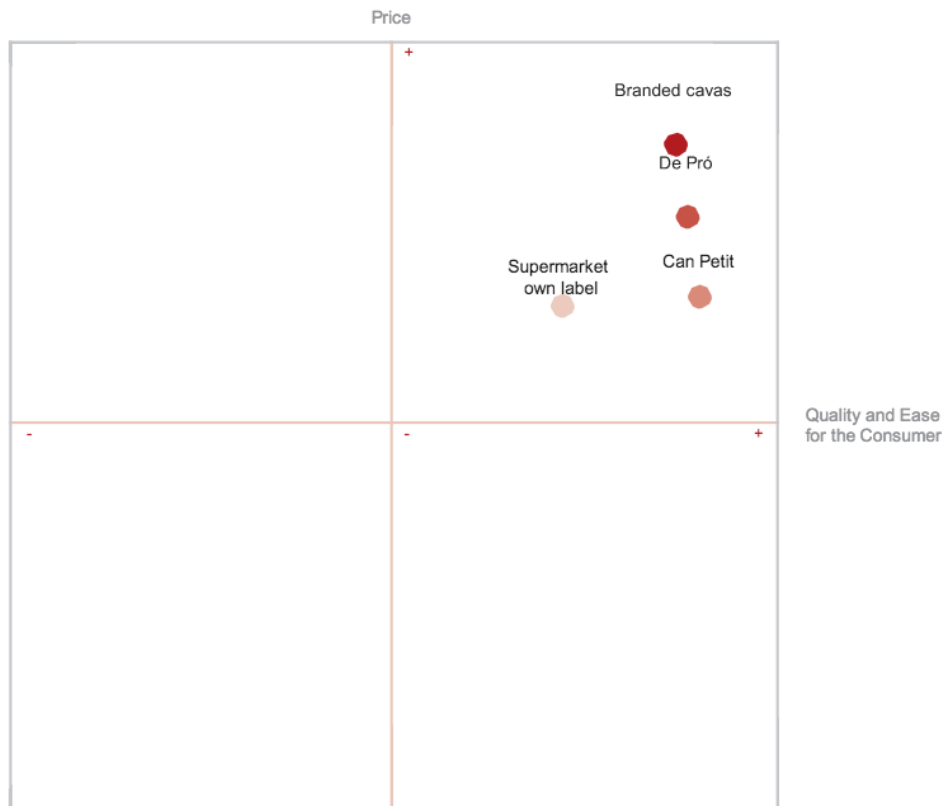 Price
+
Branded cavas
De Pró
Can Petit
Supermarket
own label
Quality and Ease
for the Consumer
-
-
+